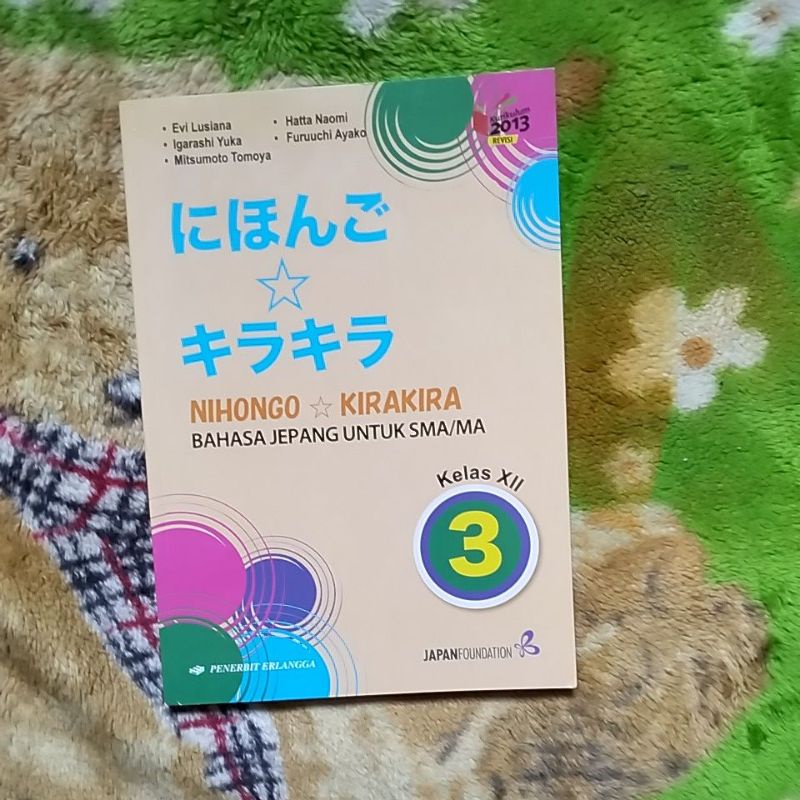 • Evi Lusiana
• Igarashi Yuka
• Mitsumoto Tomoya
• Hatta Naomi
• Furuuchi Ayako
Kurikulum
2013
REVISI
にほんご
☆
キラキラ
NIHONGO ☆ KIRAKIRA
BAHASA JEPANG UNTUK SMA/MA
Kelas XII
3
PENERBIT ERLANGGA
JAPANFOUNDATION